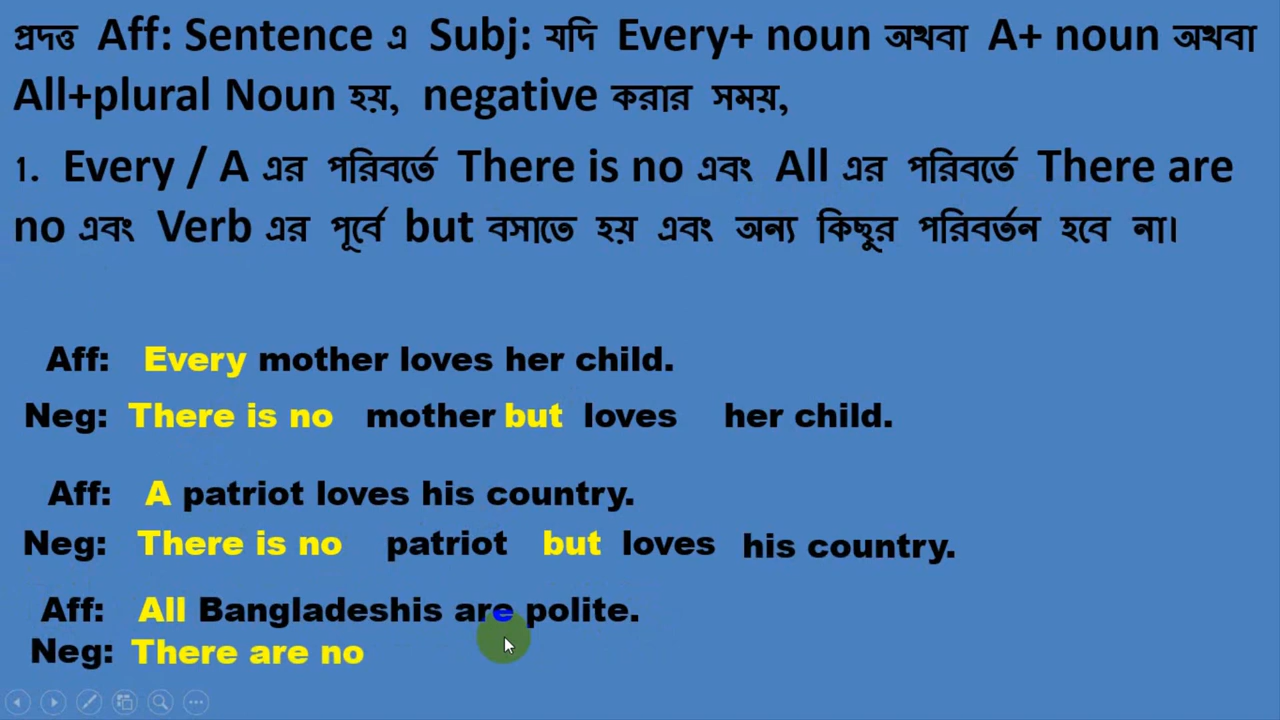 প্রদত্ত Aff: Sentence এ Subj: যদি Every+ noun অথবা A+ noun অথবা
All+plural Noun হয়, negative করার সময়,
1. Every / A এর পরিবর্তে There is no এবং All এর পরিবর্তে There are
no এবং Verb এর পূর্বে but বসাতে হয় এবং অন্য কিছুর পরিবর্তন হবে না।
Aff: Every mother loves her child.
Neg: There is no mother but loves her child.
Aff: A patriot loves his country.
Neg: There is no patriot but loves his country.
Aff: All Bangladeshis are polite.
Neg: There are no